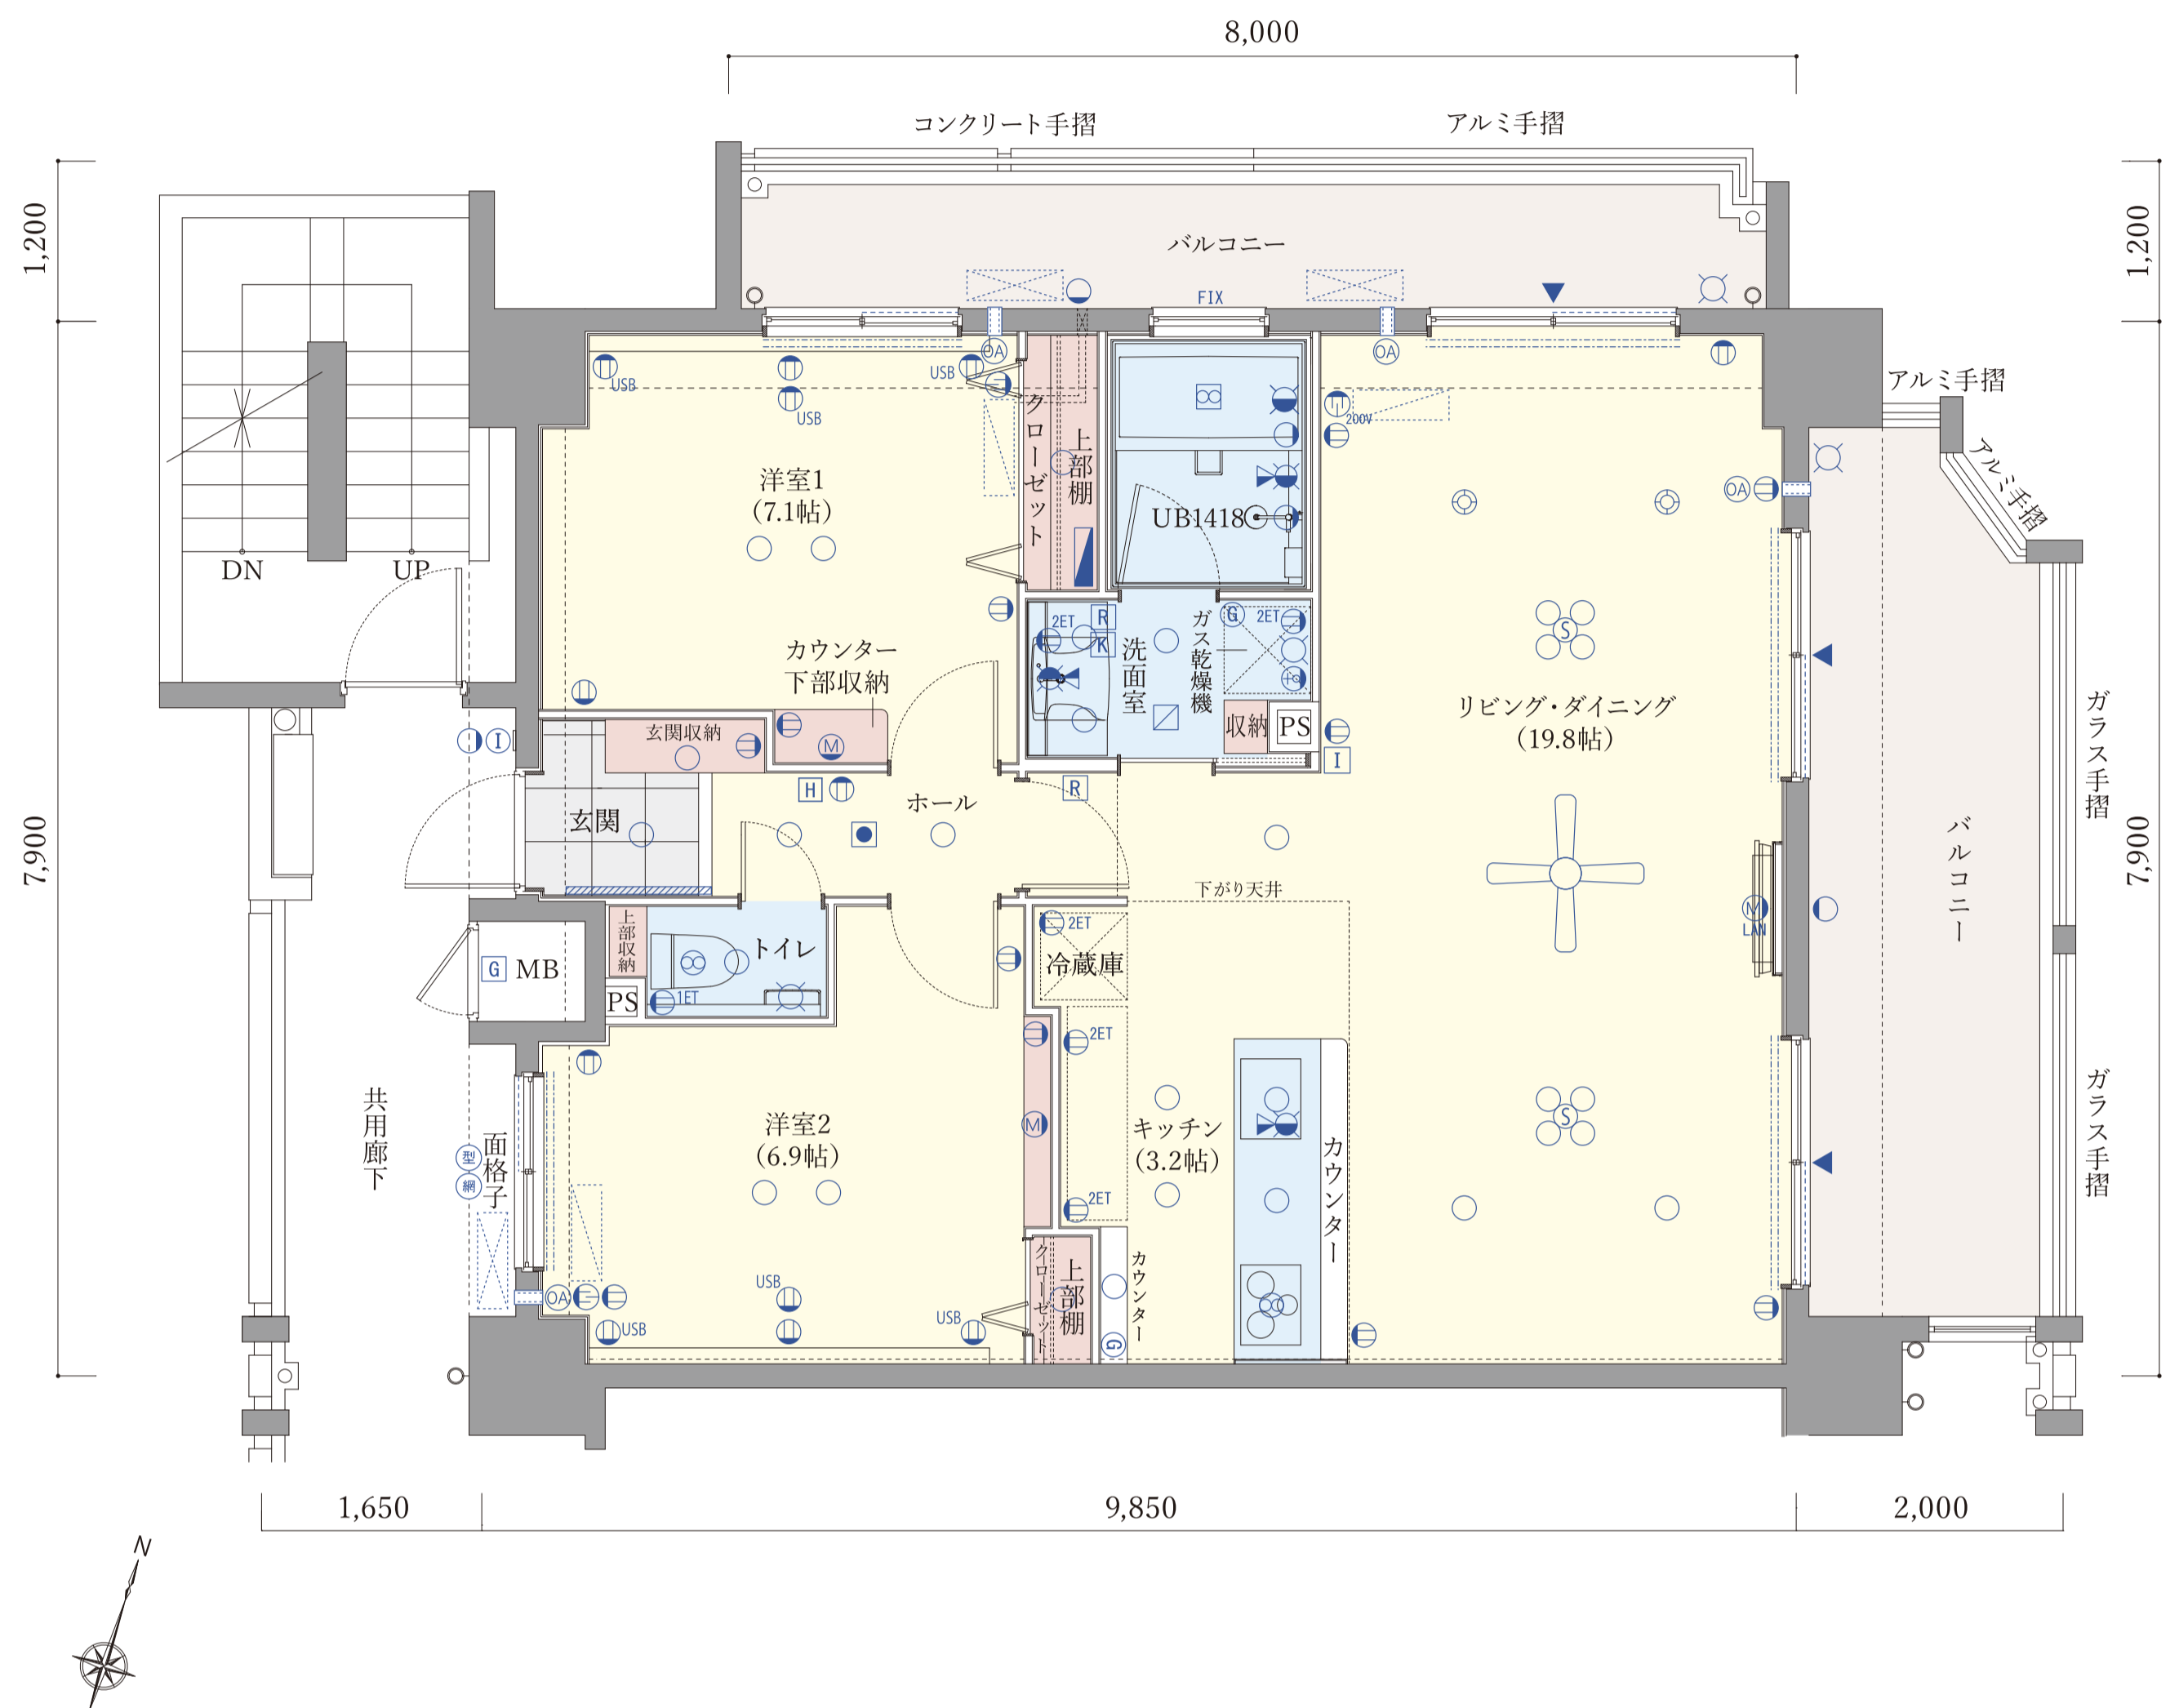 8,000
コンクリート手摺
アルミ手摺
1,200
1,200
バルコニー
FIX
アルミ手摺
アルミ手摺
OA
OA
USB
USB
USB
200V
クローゼット
上部棚
洋室1
(7.1帖)
UB1418
OA
DN
UP
カウンター
下部収納
2ET
R
K
洗面室
ガス乾燥機
G
2ET
S
リビング・ダイニング
(19.8帖)
ガラス手摺
玄関収納
M
収納
PS
I
I
H
R
ホール
玄関
7,900
7,900
バルコニー
下がり天井
M
LAN
上部収納
トイレ
2ET
冷蔵庫
G
MB
PS
1ET
2ET
共用廊下
面格子
型
網
洋室2
(6.9帖)
M
キッチン
(3.2帖)
カウンター
S
ガラス手摺
2ET
OA
USB
USB
USB
クローゼット
上部棚
カウンター
G
1,650
9,850
2,000
N